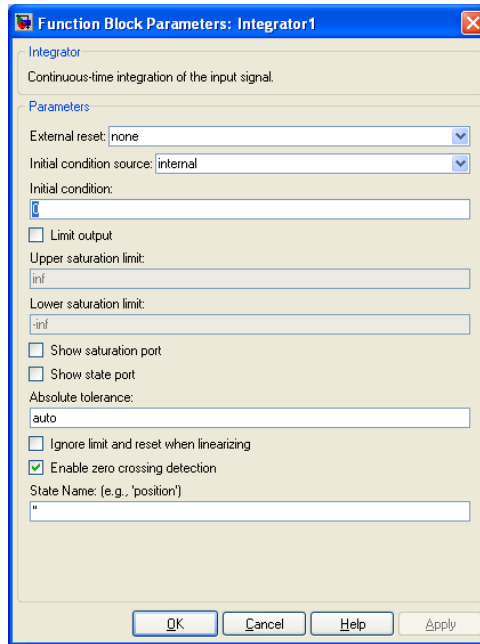 Function Block Parameters: Integrator1
Integrator
Continuous-time integration of the input signal.
Parameters
External reset: none
Initial condition source: internal
Initial condition:
0
Limit output
Upper saturation limit:
inf
Lower saturation limit:
-inf
Show saturation port
Show state port
Absolute tolerance:
auto
Ignore limit and reset when linearizing
Enable zero crossing detection
State Name: (e.g., 'position')
''
OK Cancel Help Apply